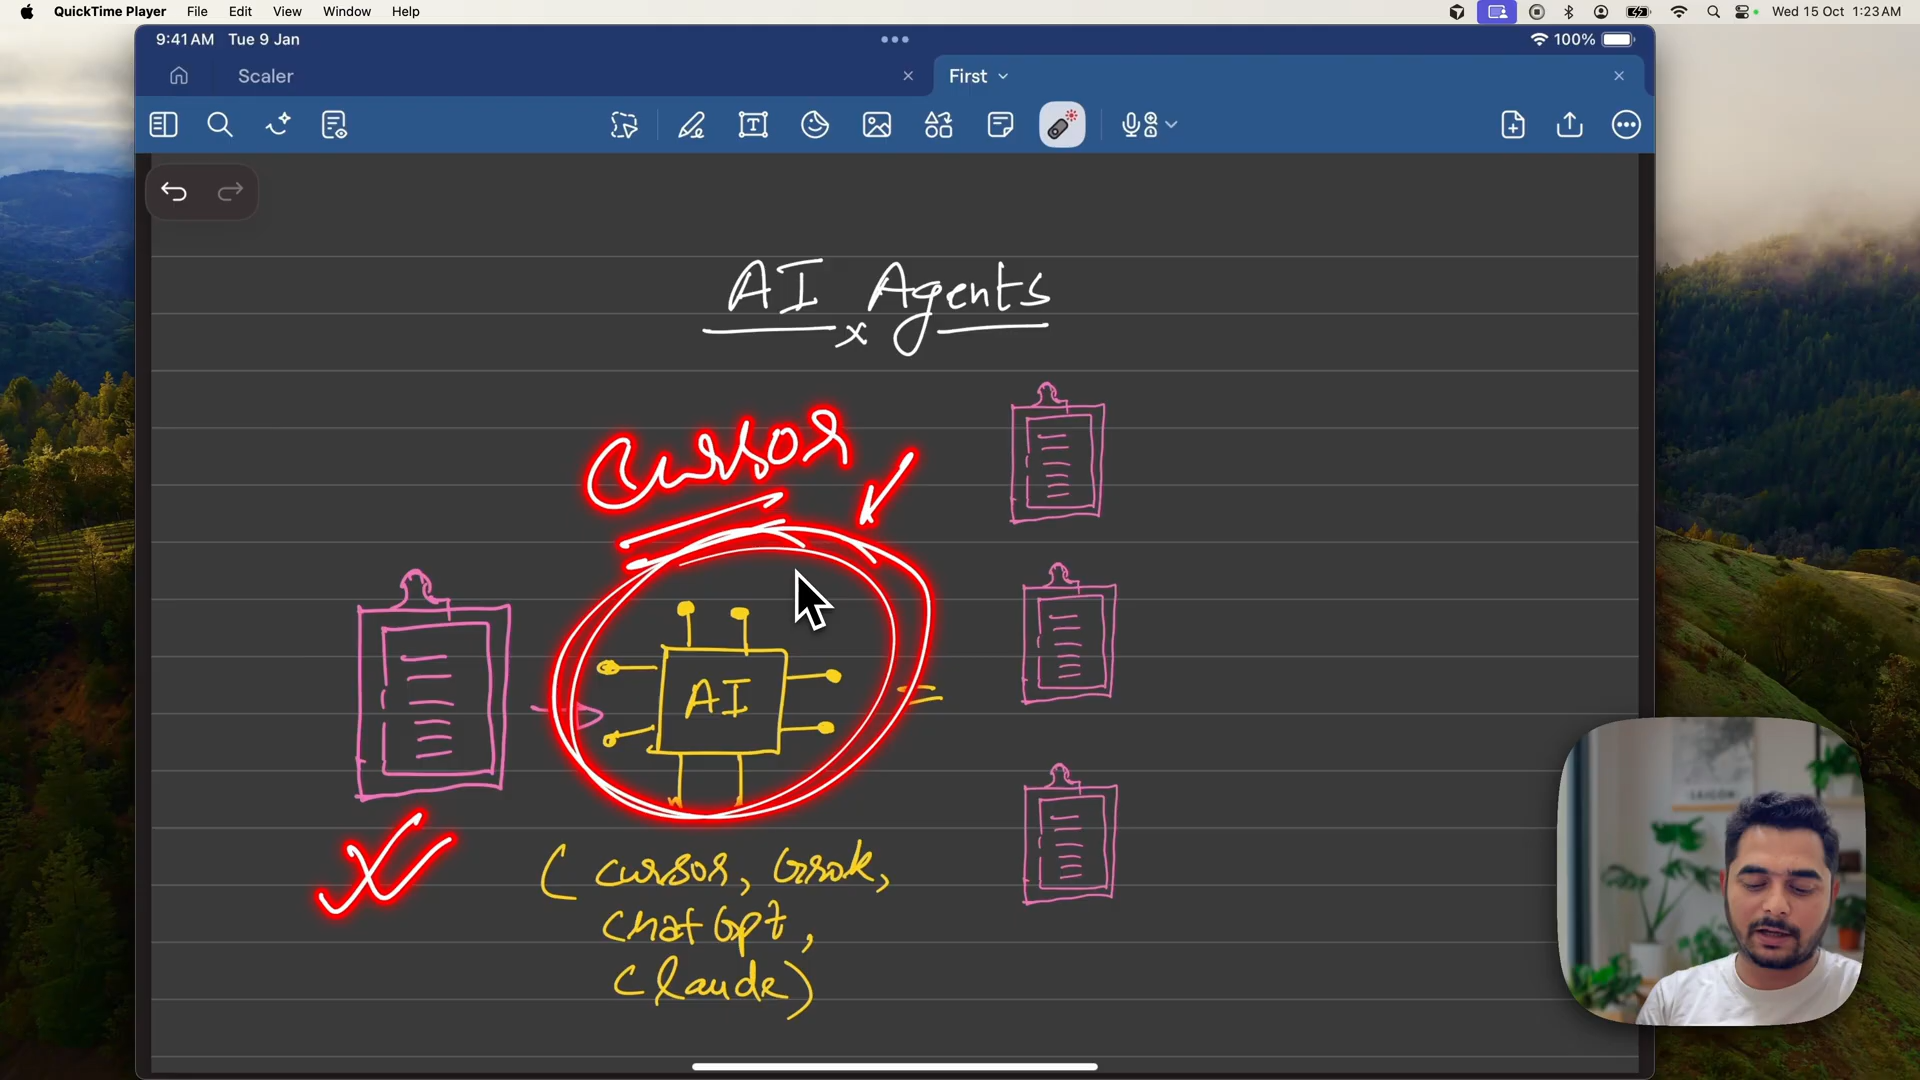 QuickTime Player File Edit View Window Help Wed 15 Oct 1:23 AM
9:41 AM Tue 9 Jan 100%
Scaler First
AI Agents
x
Cursor
AI
( cursor, Grok,
Chat Gpt,
Claude)